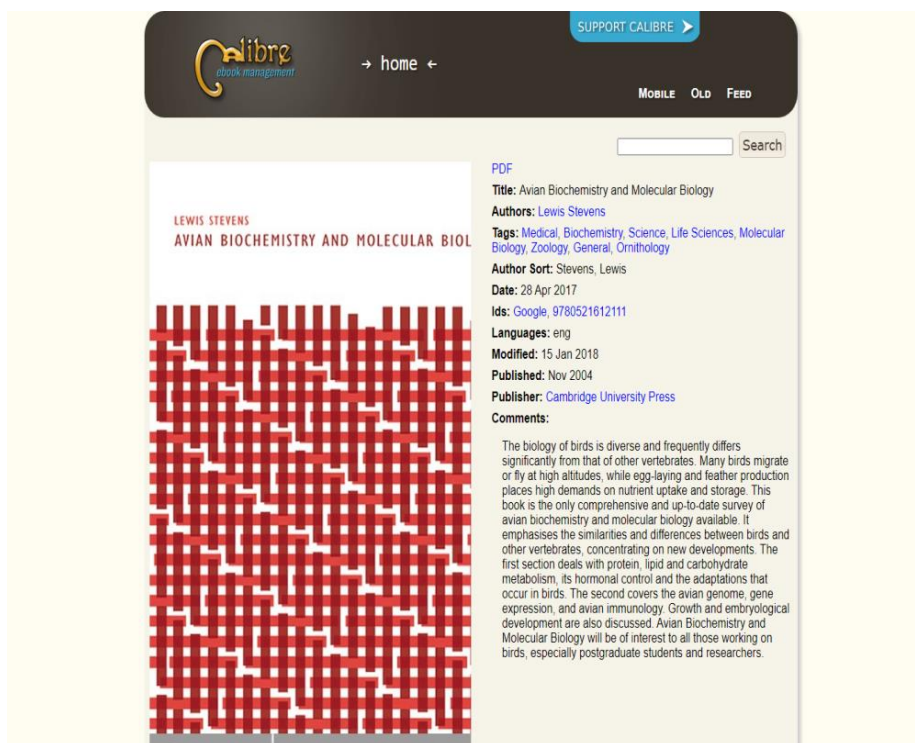 SUPPORT CALIBRE
Calibre
ebook management
→ home ←
MOBILE OLD FEED
Search
LEWIS STEVENS
AVIAN BIOCHEMISTRY AND MOLECULAR BIOL
PDF
Title: Avian Biochemistry and Molecular Biology
Authors: Lewis Stevens
Tags: Medical, Biochemistry, Science, Life Sciences, Molecular
Biology, Zoology, General, Ornithology
Author Sort: Stevens, Lewis
Date: 28 Apr 2017
Ids: Google, 9780521612111
Languages: eng
Modified: 15 Jan 2018
Published: Nov 2004
Publisher: Cambridge University Press
Comments:
The biology of birds is diverse and frequently differs
significantly from that of other vertebrates. Many birds migrate
or fly at high altitudes, while egg-laying and feather production
places high demands on nutrient uptake and storage. This
book is the only comprehensive and up-to-date survey of
avian biochemistry and molecular biology available. It
emphasises the similarities and differences between birds and
other vertebrates, concentrating on new developments. The
first section deals with protein, lipid and carbohydrate
metabolism, its hormonal control and the adaptations that
occur in birds. The second covers the avian genome, gene
expression, and avian immunology. Growth and embryological
development are also discussed. Avian Biochemistry and
Molecular Biology will be of interest to all those working on
birds, especially postgraduate students and researchers.